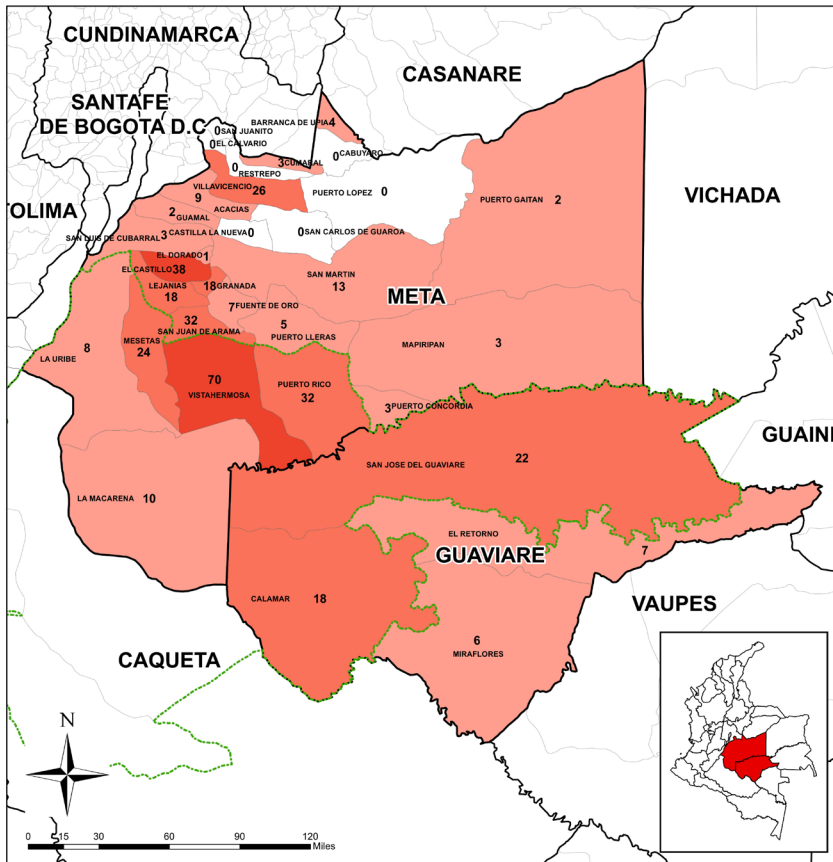 CUNDINAMARCA
CASANARE
SANTAFE
DE BOGOTA D.C
BARRANCA DE UPIA 4
0 SAN JUANITO
0 EL CALVARIO
0 CABUYARO
3 CUMARAL
0
RESTREPO
VILLAVICENCIO 26
9
PUERTO LOPEZ 0
ACACIAS
PUERTO GAITAN 2
VICHADA
TOLIMA
2
GUAMAL
SAN LUIS DE CUBARRAL 3
CASTILLA LA NUEVA 0
0 SAN CARLOS DE GUAROA
EL DORADO 1
EL CASTILLO 38
SAN MARTIN
13
LEJANIAS
18
18 GRANADA
META
7 FUENTE DE ORO
32
SAN JUAN DE ARAMA
5
PUERTO LLERAS
MESETAS
24
LA URIBE
8
MAPIRIPAN
3
70
VISTAHERMOSA
PUERTO RICO
32
3 PUERTO CONCORDIA
GUAINI
SAN JOSE DEL GUAVIARE
22
LA MACARENA 10
EL RETORNO
7
GUAVIARE
CALAMAR 18
VAUPES
6
MIRAFLORES
CAQUETA
N
0 15 30 60 90 120
Miles